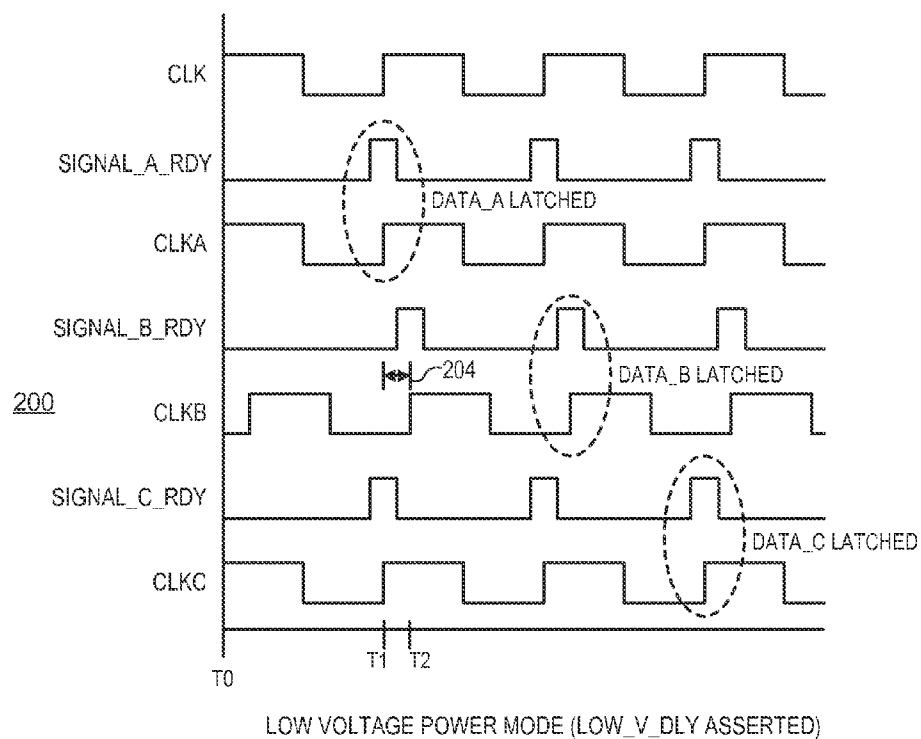 CLK
SIGNAL_A_RDY
DATA_A LATCHED
CLKA
SIGNAL_B_RDY
204
DATA_B LATCHED
200
CLKB
SIGNAL_C_RDY
DATA_C LATCHED
CLKC
T1 T2
T0
LOW VOLTAGE POWER MODE (LOW_V_DLY ASSERTED)